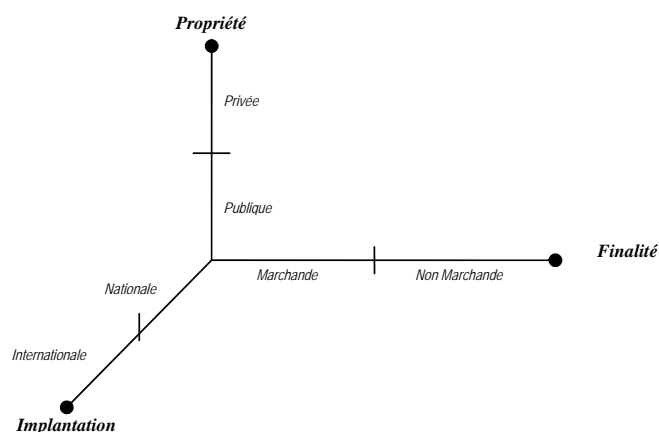 Propriété
Privée
Publique
Finalité
Marchande
Non Marchande
Nationale
Internationale
Implantation